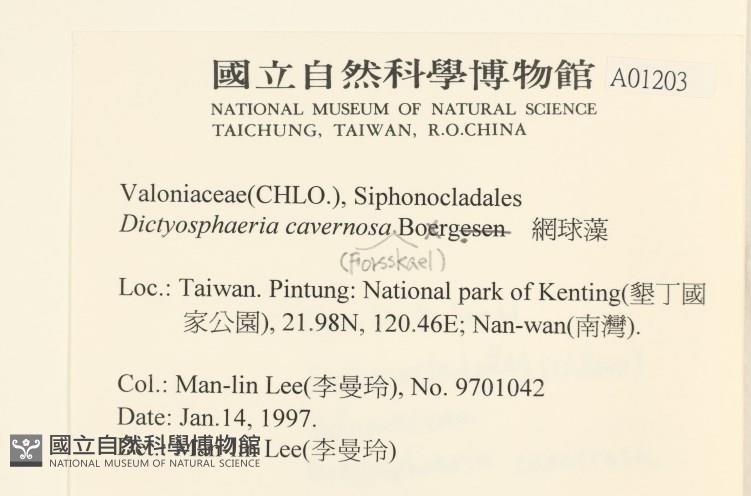 國立自然科學博物館 A01203
NATIONAL MUSEUM OF NATURAL SCIENCE
TAICHUNG, TAIWAN, R.O.CHINA
Valoniaceae(CHLO.), Siphonocladales
Dictyosphaeria cavernosa Boergesen 網球藻
(Forsskael)
Loc.: Taiwan. Pintung: National park of Kenting(墾丁國
家公園), 21.98N, 120.46E; Nan-wan(南灣).
Col.: Man-lin Lee(李曼玲), No. 9701042
Date: Jan.14, 1997.
Det.: Man-lin Lee(李曼玲)
國立自然科學博物館
NATIONAL MUSEUM OF NATURAL SCIENCE